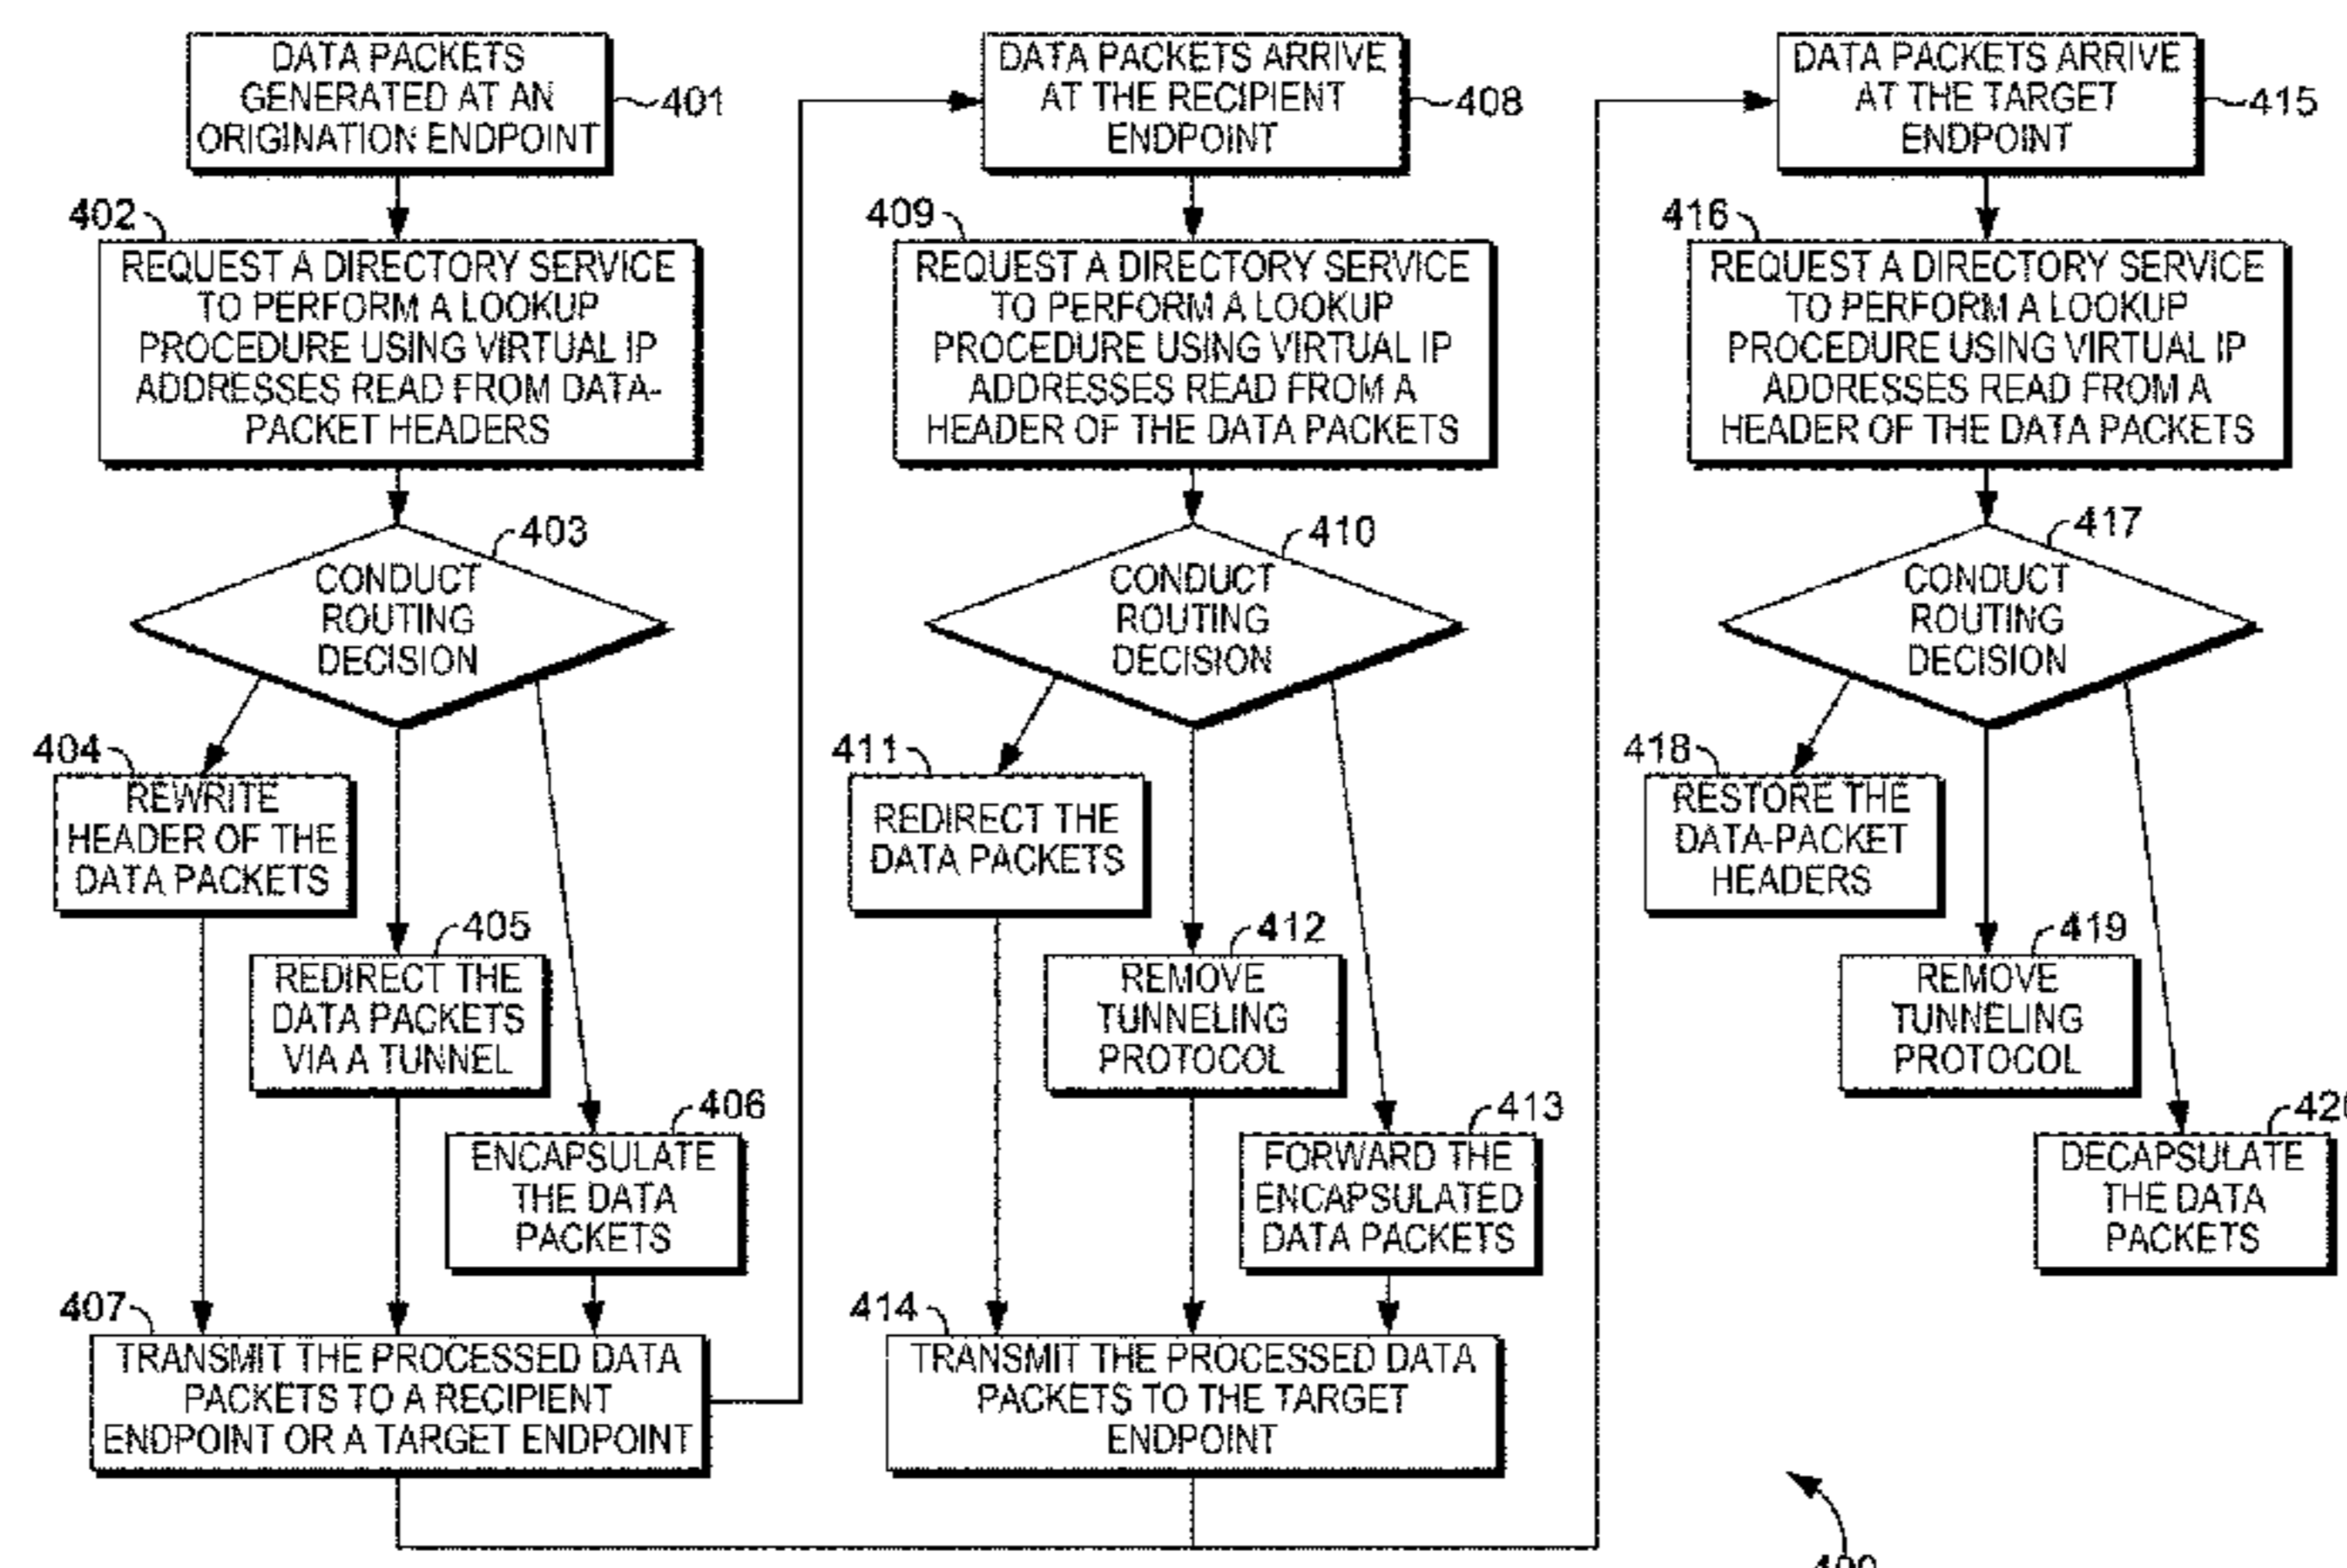 DATA PACKETS
GENERATED AT AN
ORIGINATION ENDPOINT
401
402
REQUEST A DIRECTORY SERVICE
TO PERFORM A LOOKUP
PROCEDURE USING VIRTUAL IP
ADDRESSES READ FROM DATA-
PACKET HEADERS
403
CONDUCT
ROUTING
DECISION
404
REWRITE
HEADER OF THE
DATA PACKETS
405
REDIRECT THE
DATA PACKETS
VIA A TUNNEL
406
ENCAPSULATE
THE DATA
PACKETS
407
TRANSMIT THE PROCESSED DATA
PACKETS TO A RECIPIENT
ENDPOINT OR A TARGET ENDPOINT
DATA PACKETS ARRIVE
AT THE RECIPIENT
ENDPOINT
408
409
REQUEST A DIRECTORY SERVICE
TO PERFORM A LOOKUP
PROCEDURE USING VIRTUAL IP
ADDRESSES READ FROM A
HEADER OF THE DATA PACKETS
410
CONDUCT
ROUTING
DECISION
411
REDIRECT THE
DATA PACKETS
412
REMOVE
TUNNELING
PROTOCOL
413
FORWARD THE
ENCAPSULATED
DATA PACKETS
414
TRANSMIT THE PROCESSED DATA
PACKETS TO THE TARGET
ENDPOINT
DATA PACKETS ARRIVE
AT THE TARGET
ENDPOINT
415
416
REQUEST A DIRECTORY SERVICE
TO PERFORM A LOOKUP
PROCEDURE USING VIRTUAL IP
ADDRESSES READ FROM A
HEADER OF THE DATA PACKETS
417
CONDUCT
ROUTING
DECISION
418
RESTORE THE
DATA-PACKET
HEADERS
419
REMOVE
TUNNELING
PROTOCOL
420
DECAPSULATE
THE DATA
PACKETS